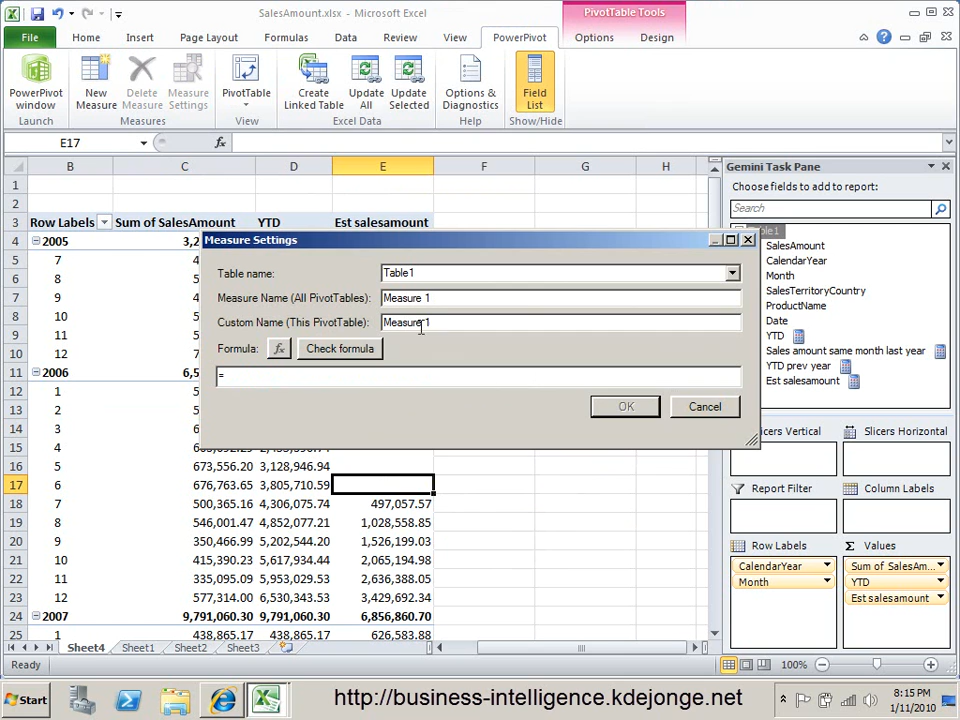 SalesAmount.xlsx - Microsoft Excel
PivotTable Tools
File Home Insert Page Layout Formulas Data Review View PowerPivot Options Design
PowerPivot window
New Measure
Delete Measure
Measure Settings
PivotTable
Create Linked Table
Update All
Update Selected
Options & Diagnostics
Field List
Launch Measures View Excel Data Help Show/Hide
E17 fx
B C D E F G H
1
2
3 Row Labels Sum of SalesAmount YTD Est salesamount
4 2005 3,2
5 7 4
6 8
7 9 4
8 10
9 11
10 12
11 2006 6,5
12 1
13 2
14 3
15 4
16 5 673,556.20 3,128,946.94
17 6 676,763.65 3,805,710.59
18 7 500,365.16 4,306,075.74 497,057.57
19 8 546,001.47 4,852,077.21 1,028,558.85
20 9 350,466.99 5,202,544.20 1,526,199.03
21 10 415,390.23 5,617,934.44 2,065,194.98
22 11 335,095.09 5,953,029.53 2,636,388.05
23 12 577,314.00 6,530,343.53 3,429,692.34
24 2007 9,791,060.30 9,791,060.30 6,856,860.70
25 1 438,865.17 438,865.17 626,583.88
Measure Settings
Table name: Table1
Measure Name (All PivotTables): Measure 1
Custom Name (This PivotTable): Measure 1
Formula: fx Check formula
=
OK Cancel
Gemini Task Pane
Choose fields to add to report:
Search
SalesAmount
CalendarYear
Month
SalesTerritoryCountry
ProductName
Date
YTD
Sales amount same month last year
YTD prev year
Est salesamount
Slicers Vertical Slicers Horizontal
Report Filter Column Labels
Row Labels Σ Values
CalendarYear Sum of SalesAm...
Month YTD
Est salesamount
Sheet4 Sheet1 Sheet2 Sheet3
Ready 100%
Start http://business-intelligence.kdejonge.net 8:15 PM
1/11/2010